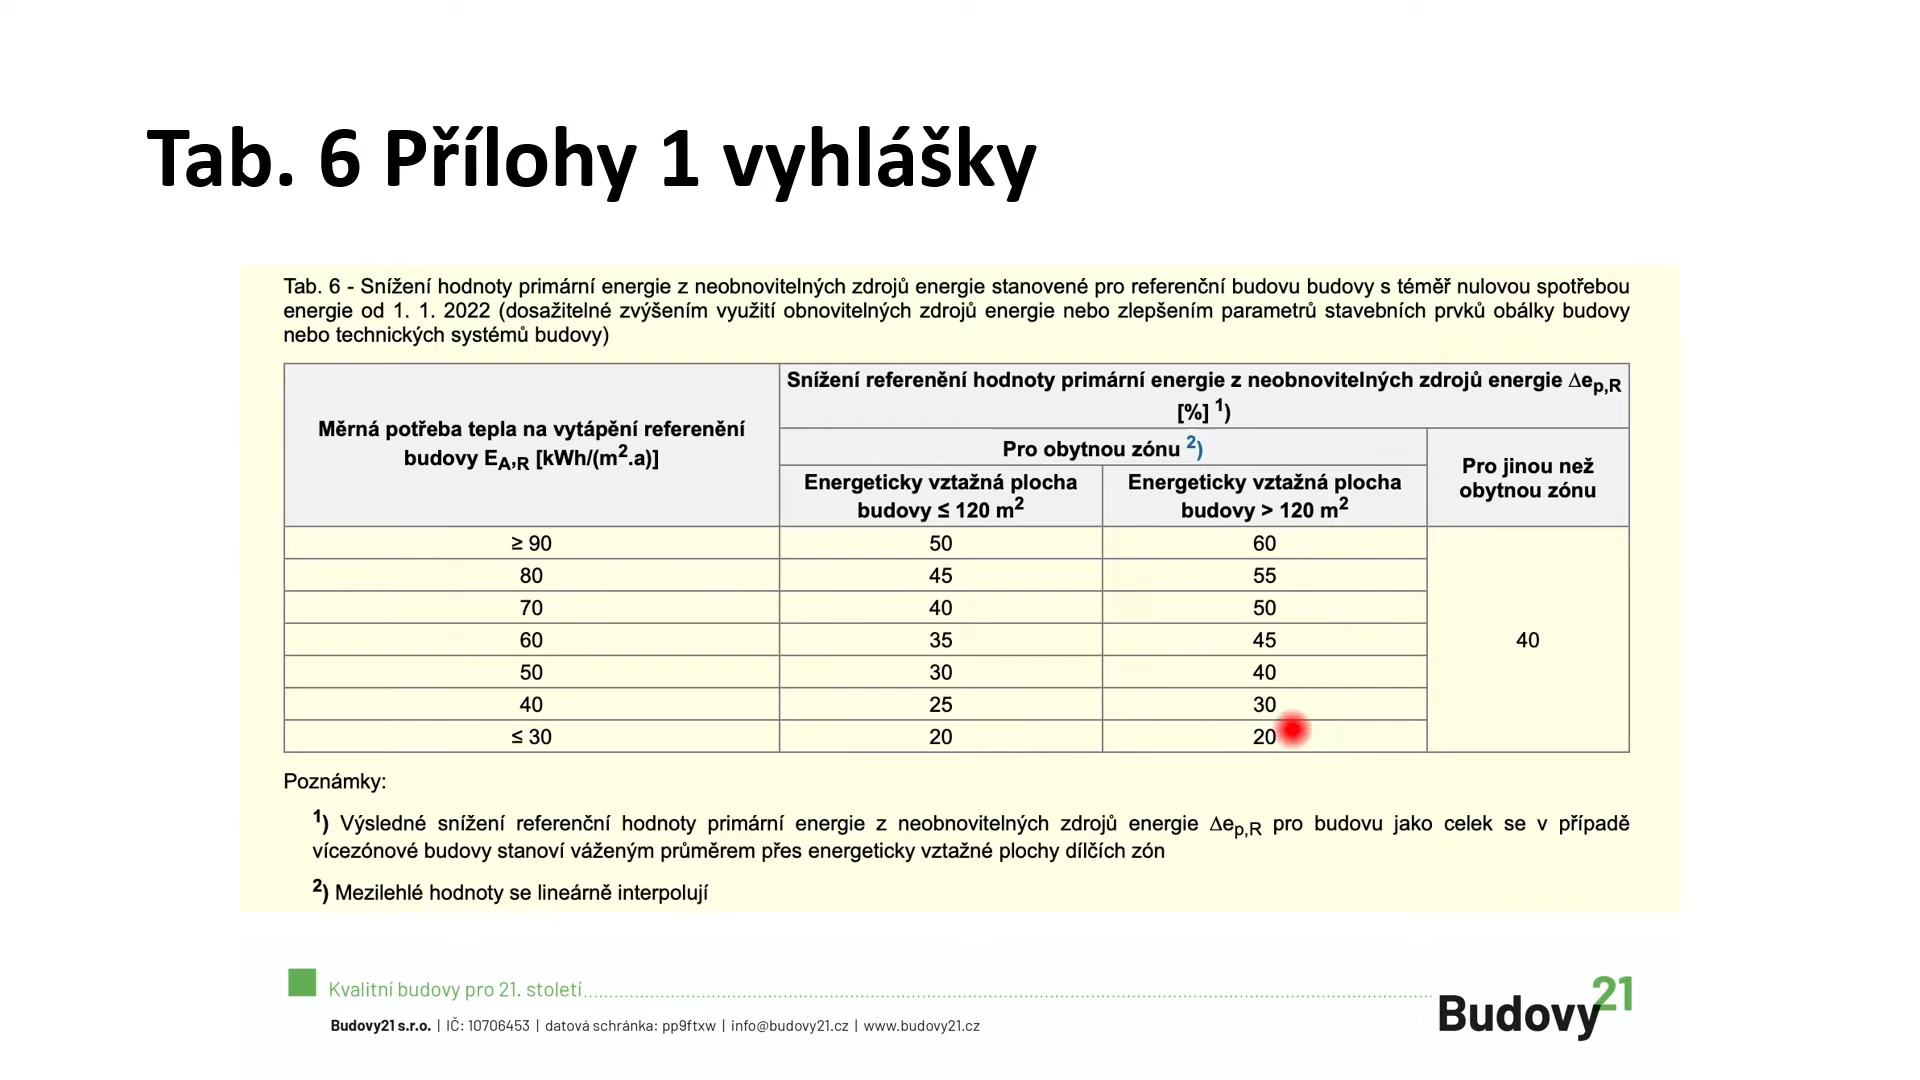 Tab. 6 Přílohy 1 vyhlášky
Tab. 6 - Snížení hodnoty primární energie z neobnovitelných zdrojů energie stanovené pro referenční budovu budovy s téměř nulovou spotřebou
energie od 1. 1. 2022 (dosažitelné zvýšením využití obnovitelných zdrojů energie nebo zlepšením parametrů stavebních prvků obálky budovy
nebo technických systémů budovy)
Měrná potřeba tepla na vytápění referenční
budovy EA,R [kWh/(m2.a)]
Snížení referenční hodnoty primární energie z neobnovitelných zdrojů energie Δep,R
[%] 1)
Pro obytnou zónu 2)
Pro jinou než
obytnou zónu
Energeticky vztažná plocha
budovy ≤ 120 m2
Energeticky vztažná plocha
budovy > 120 m2
≥ 90 50 60
80 45 55
70 40 50
60 35 45 40
50 30 40
40 25 30
≤ 30 20 20
Poznámky:
1) Výsledné snížení referenční hodnoty primární energie z neobnovitelných zdrojů energie Δep,R pro budovu jako celek se v případě
vícezónové budovy stanoví váženým průměrem přes energeticky vztažné plochy dílčích zón
2) Mezilehlé hodnoty se lineárně interpolují
Kvalitní budovy pro 21. století
Budovy21 s.r.o. | IČ: 10706453 | datová schránka: pp9ftxw | info@budovy21.cz | www.budovy21.cz
Budovy21